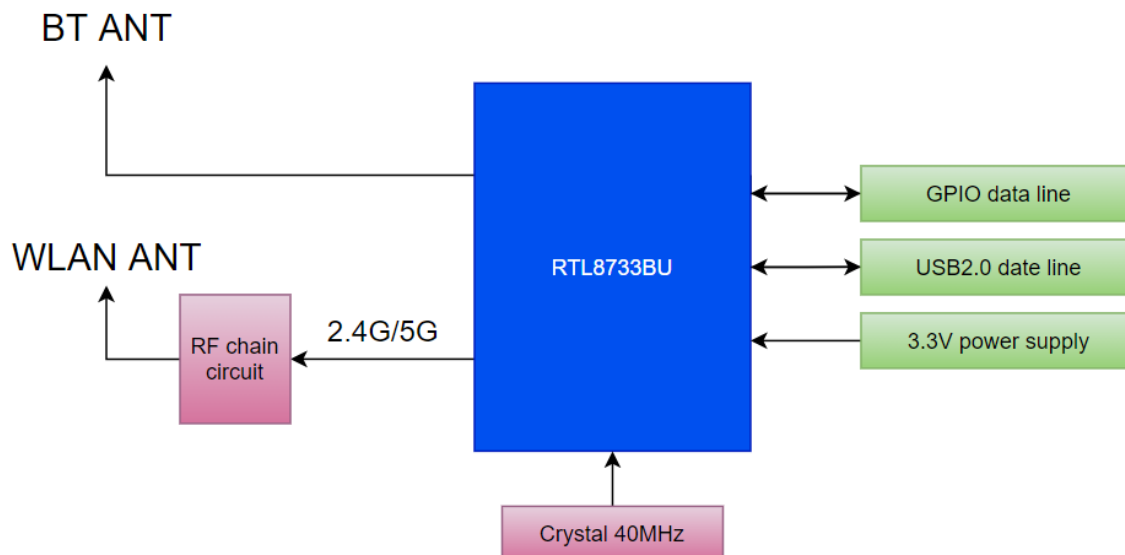 BT ANT
WLAN ANT
RF chain
circuit
2.4G/5G
RTL8733BU
GPIO data line
USB2.0 date line
3.3V power supply
Crystal 40MHz